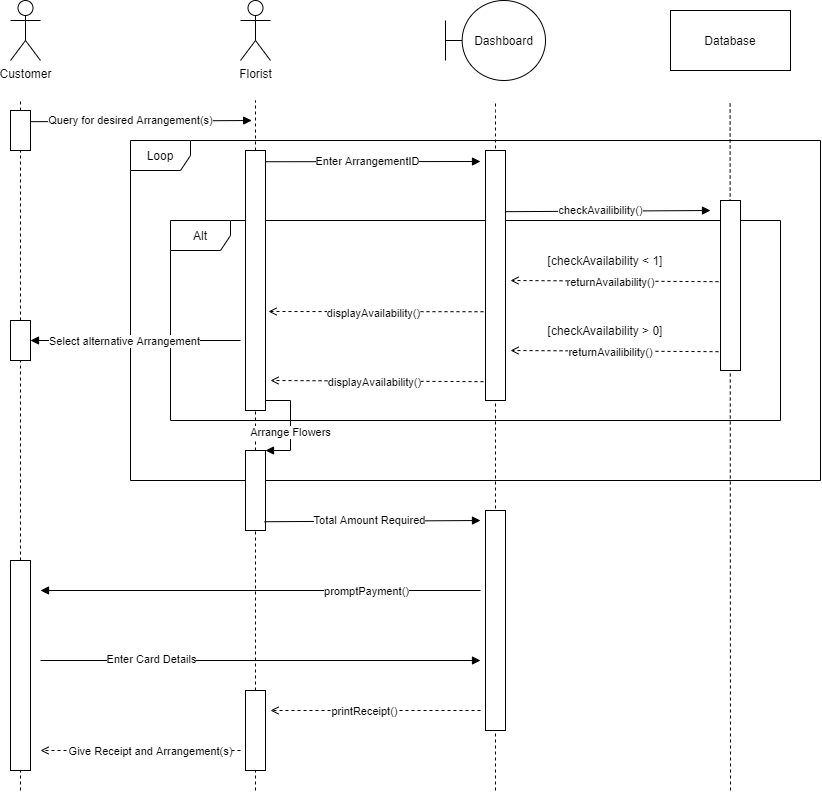 Customer
Florist
Dashboard
Database
Query for desired Arrangement(s)
Loop
Enter ArrangementID
checkAvailibility()
Alt
[checkAvailability < 1]
returnAvailability()
displayAvailability()
[checkAvailability > 0]
Select alternative Arrangement
returnAvailibility()
displayAvailability()
Arrange Flowers
Total Amount Required
promptPayment()
Enter Card Details
printReceipt()
Give Receipt and Arrangement(s)